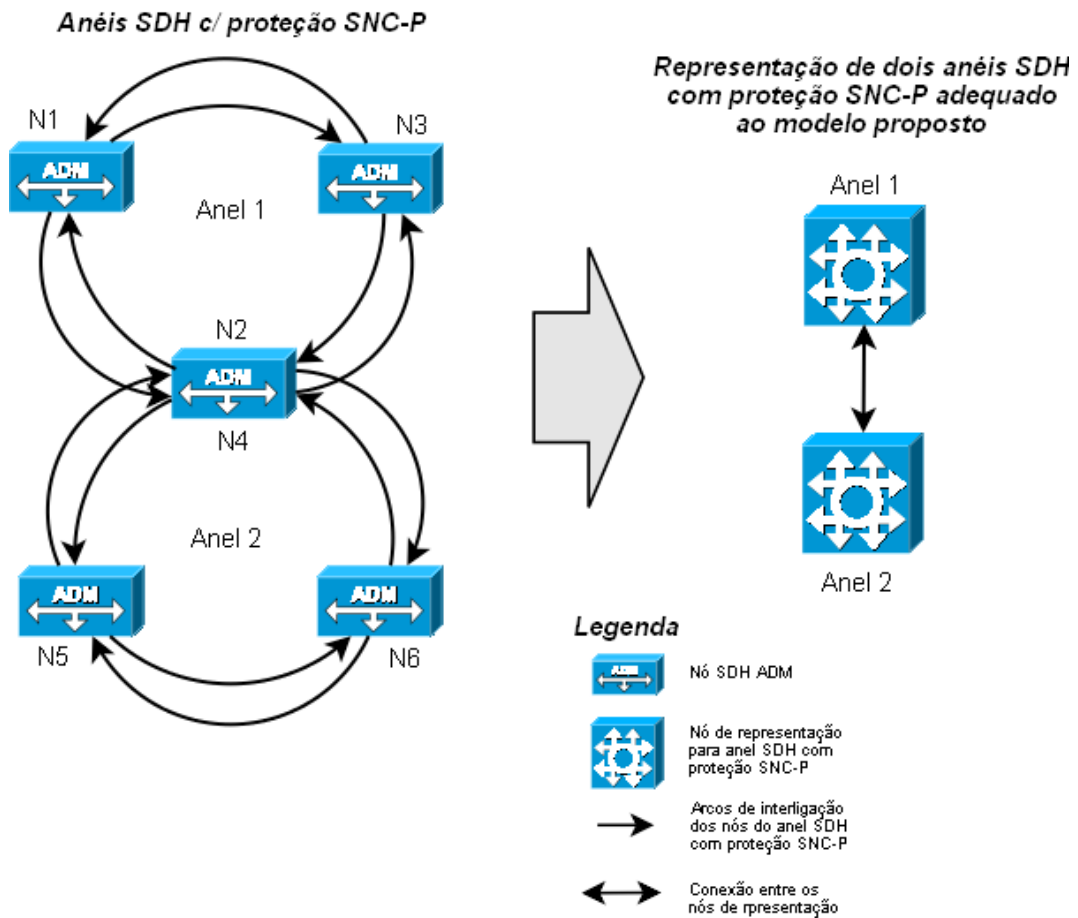 Anéis SDH c/ proteção SNC-P
Representação de dois anéis SDH
com proteção SNC-P adequado
ao modelo proposto
N1
N3
ADM
ADM
Anel 1
N2
ADM
N4
Anel 2
ADM
ADM
N5
N6
Anel 1
Anel 2
Legenda
ADM
Nó SDH ADM
Nó de representação
para anel SDH com
proteção SNC-P
Arcos de interligação
dos nós do anel SDH
com proteção SNC-P
Conexão entre os
nós de rpresentação